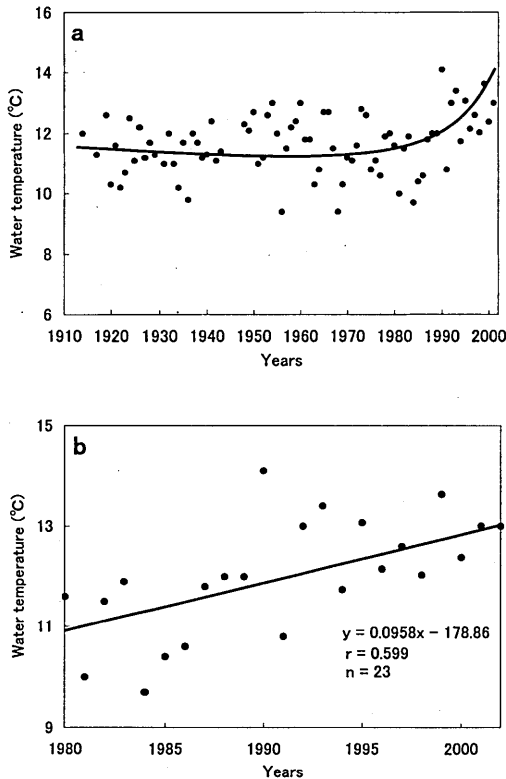 a
16
14
12
10
8
6
Water temperature (℃)
1910 1920 1930 1940 1950 1960 1970 1980 1990 2000
Years
b
15
13
11
9
Water temperature (℃)
y = 0.0958x − 178.86
r = 0.599
n = 23
1980 1985 1990 1995 2000
Years